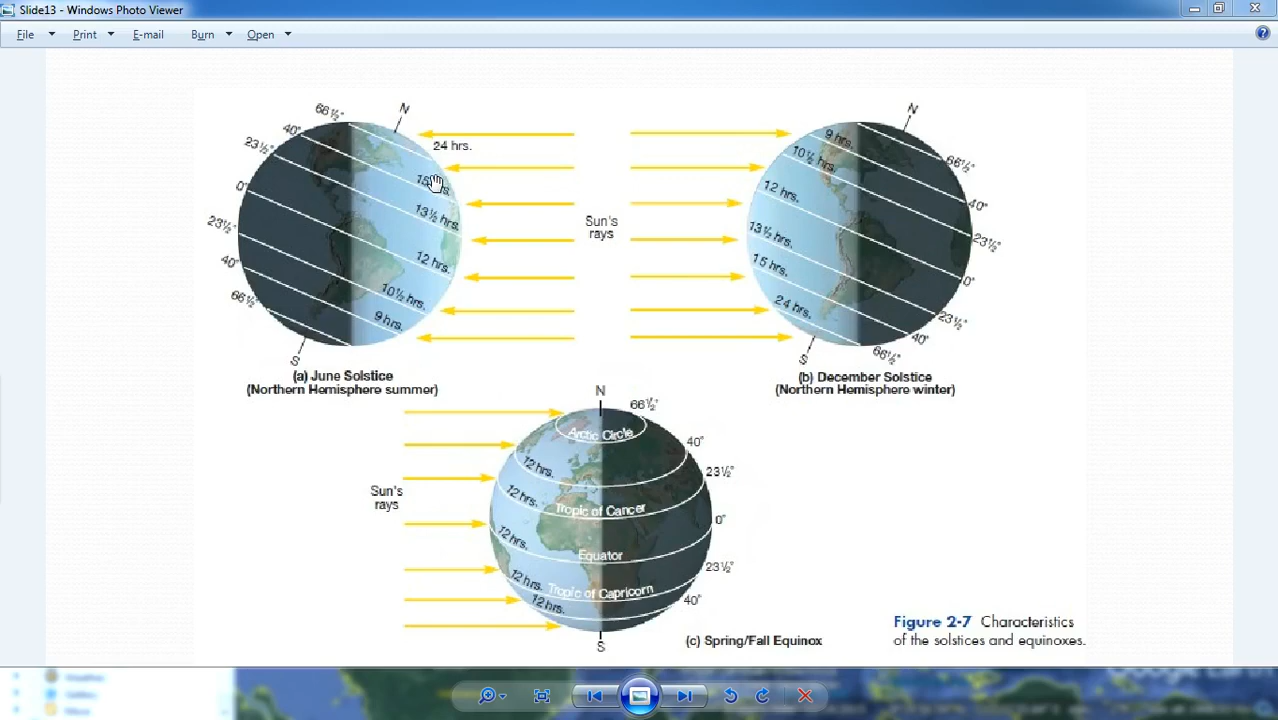 Slide13 - Windows Photo Viewer
File Print E-mail Burn Open
N
66½°
40°
23½°
0°
23½°
40°
66½°
S
24 hrs.
13½ hrs.
12 hrs.
10½ hrs.
9 hrs.
(a) June Solstice
(Northern Hemisphere summer)
Sun's
rays
N
9 hrs.
10½ hrs.
12 hrs.
13½ hrs.
15 hrs.
24 hrs.
66½°
40°
23½°
0°
23½°
40°
66½°
S
(b) December Solstice
(Northern Hemisphere winter)
N
66½°
Arctic Circle
40°
12 hrs.
23½°
12 hrs.
Tropic of Cancer
0°
12 hrs.
Equator
23½°
12 hrs.
Tropic of Capricorn
40°
12 hrs.
S
Sun's
rays
(c) Spring/Fall Equinox
Figure 2-7 Characteristics
of the solstices and equinoxes.